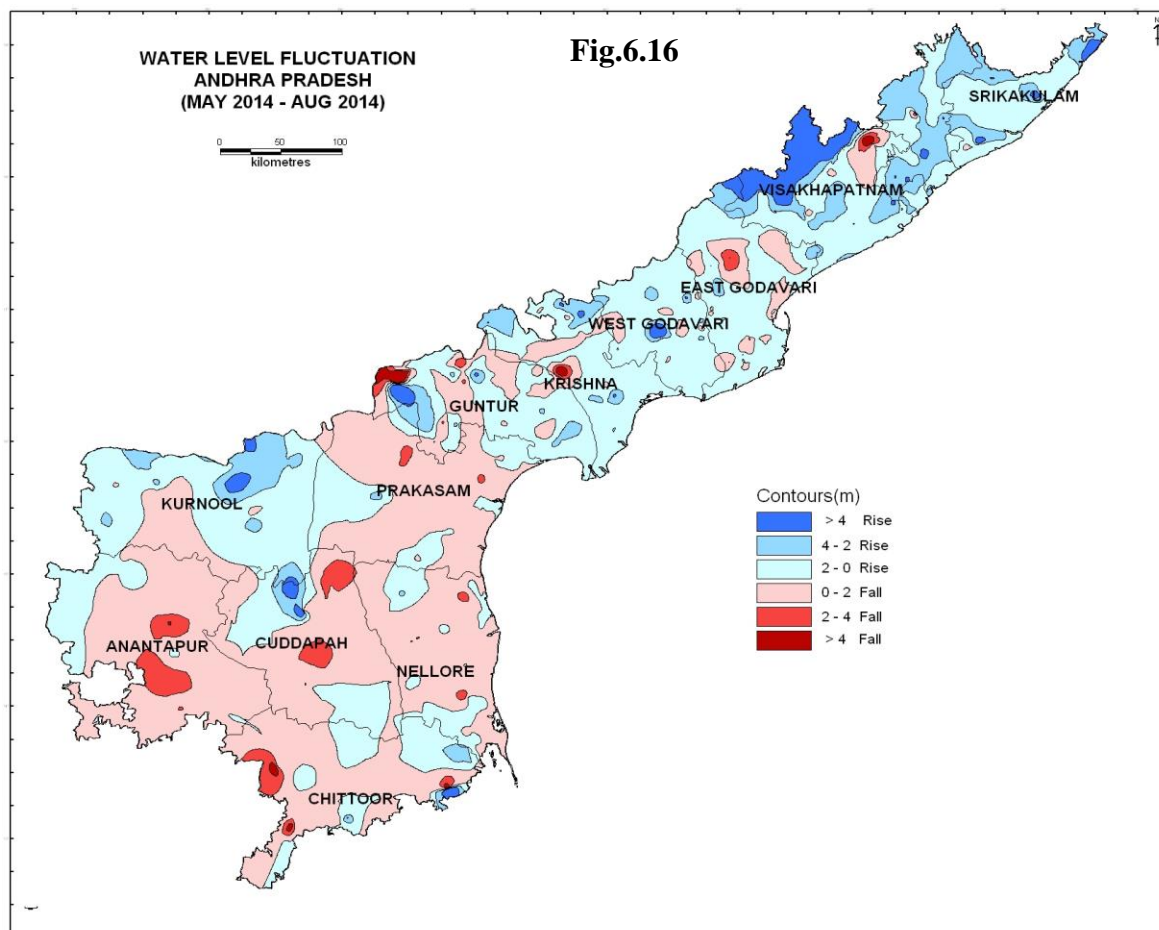 Fig.6.16
WATER LEVEL FLUCTUATION
ANDHRA PRADESH
(MAY 2014 - AUG 2014)
0 50 100
kilometres
N
SRIKAKULAM
VISAKHAPATNAM
EAST GODAVARI
WEST GODAVARI
KRISHNA
GUNTUR
PRAKASAM
KURNOOL
ANANTAPUR
CUDDAPAH
NELLORE
CHITTOOR
Contours(m)
> 4 Rise
4 - 2 Rise
2 - 0 Rise
0 - 2 Fall
2 - 4 Fall
> 4 Fall